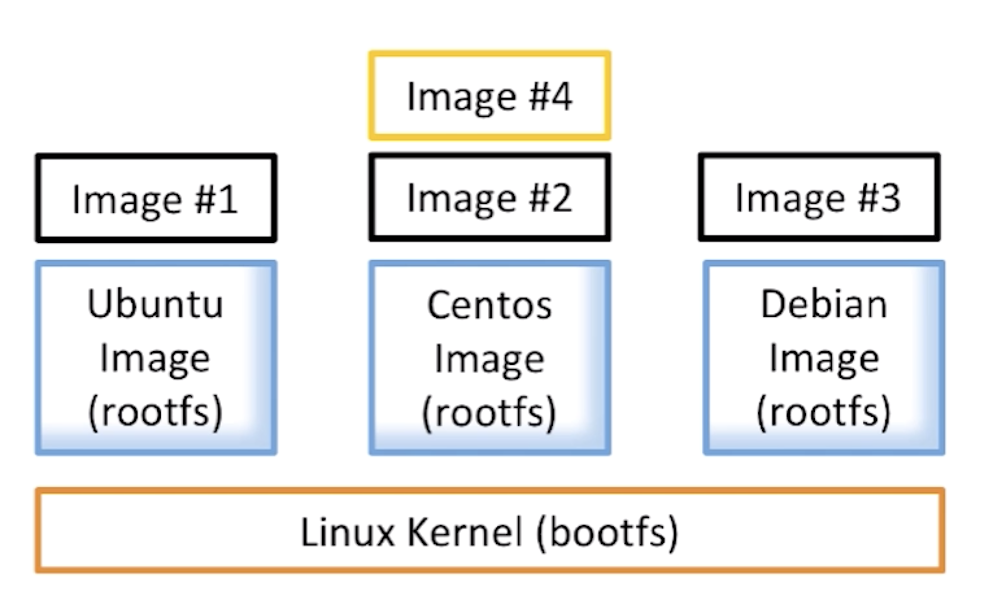 Image #4
Image #1
Image #2
Image #3
Ubuntu
Image
(rootfs)
Centos
Image
(rootfs)
Debian
Image
(rootfs)
Linux Kernel (bootfs)